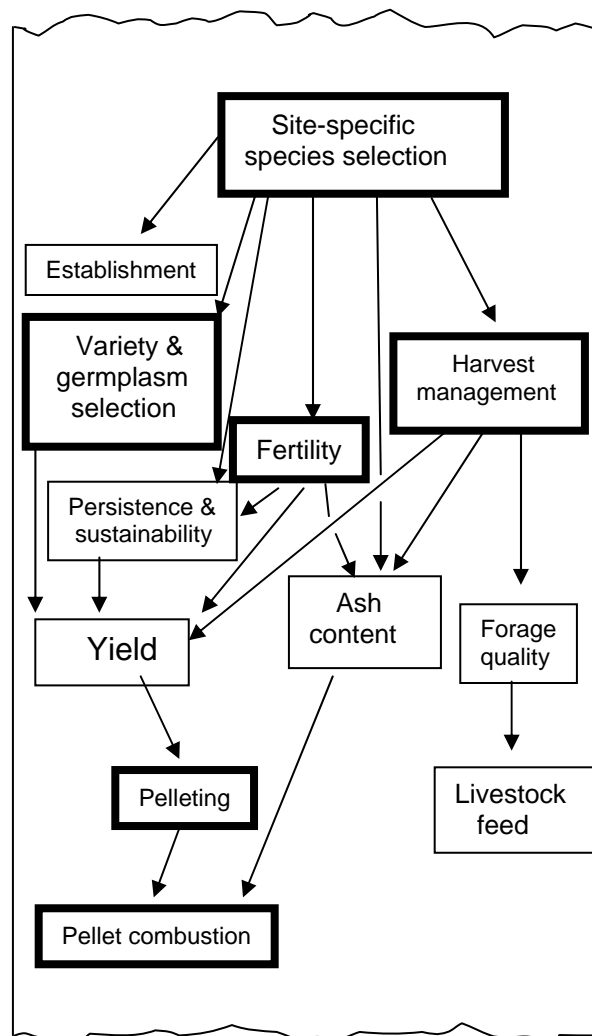 Site-specific
species selection
Establishment
Variety &
germplasm
selection
Harvest
management
Fertility
Persistence &
sustainability
Yield
Ash
content
Forage
quality
Pelleting
Livestock
feed
Pellet combustion